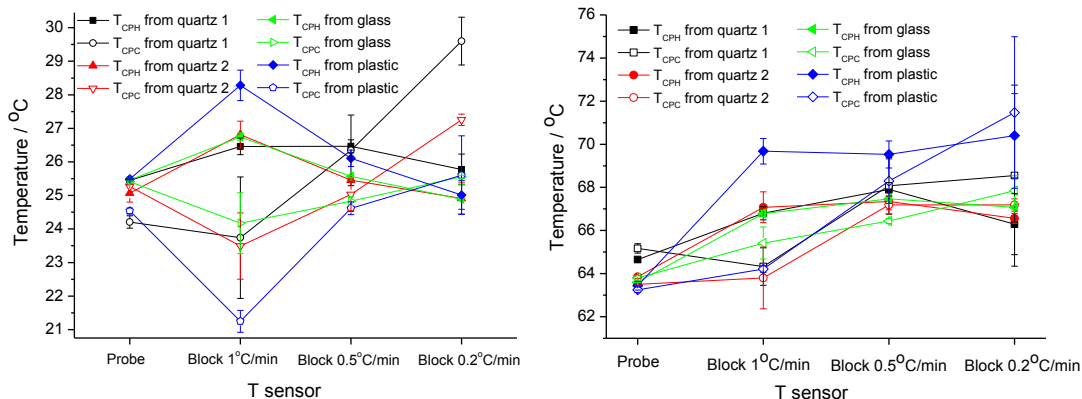 T_CPH from quartz 1
T_CPC from quartz 1
T_CPH from quartz 2
T_CPC from quartz 2
T_CPH from glass
T_CPC from glass
T_CPH from plastic
T_CPC from plastic
30
29
28
27
26
25
24
23
22
21
Temperature / °C
Probe
Block 1°C/min
Block 0.5°C/min
Block 0.2°C/min
T sensor
T_CPH from quartz 1
T_CPC from quartz 1
T_CPH from quartz 2
T_CPC from quartz 2
T_CPH from glass
T_CPC from glass
T_CPH from plastic
T_CPC from plastic
76
74
72
70
68
66
64
62
Temperature / °C
Probe
Block 1°C/min
Block 0.5°C/min
Block 0.2°C/min
T sensor